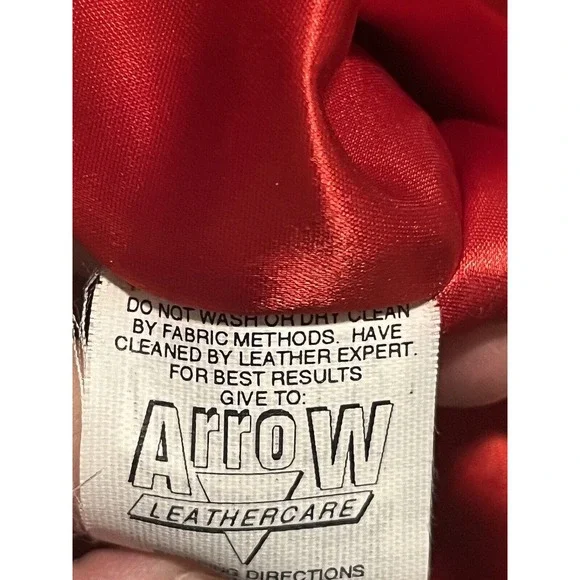 DO NOT WASH OR DRY CLEAN
BY FABRIC METHODS. HAVE
CLEANED BY LEATHER EXPERT.
FOR BEST RESULTS
GIVE TO:
ArroW
LEATHERCARE
DIRECTIONS